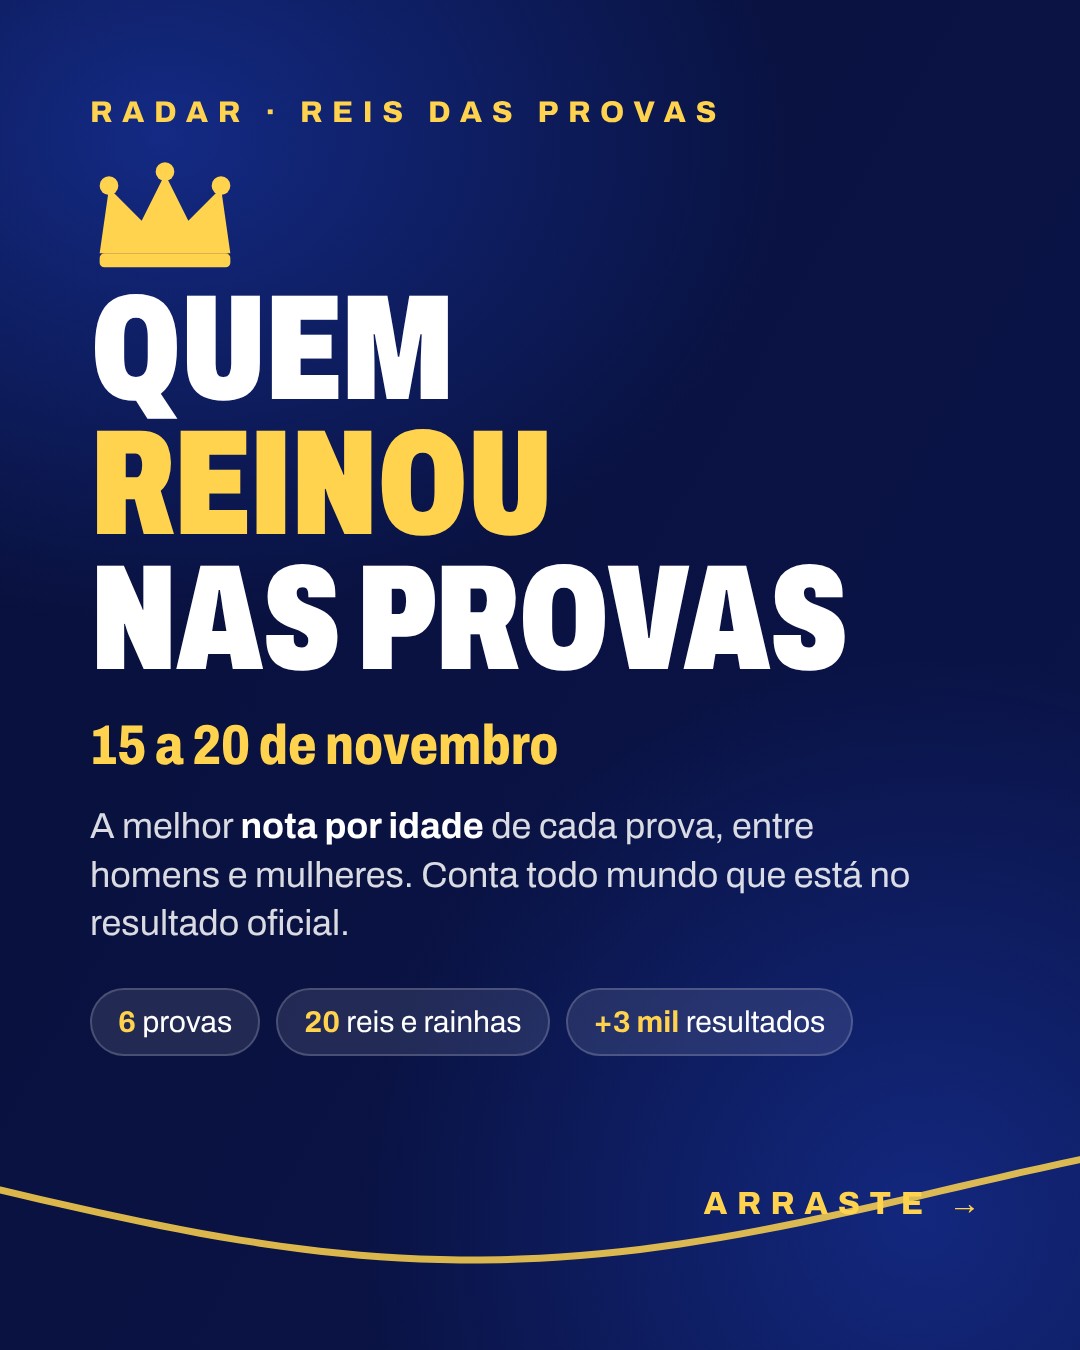 RADAR · REIS DAS PROVAS
QUEM
REINOU
NAS PROVAS
15 a 20 de novembro
A melhor nota por idade de cada prova, entre
homens e mulheres. Conta todo mundo que está no
resultado oficial.
6 provas
20 reis e rainhas
+3 mil resultados
ARRASTE →